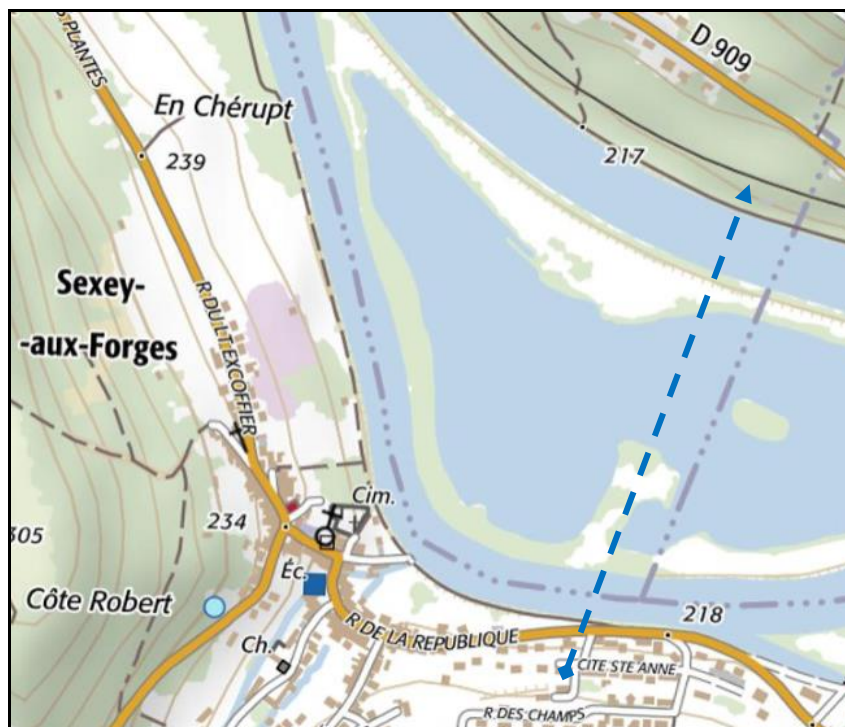 S PLANTES
D 909
En Chérupt
239
217
Sexey-
-aux-Forges
R DU LT EXCOFFIER
Cim.
234
305
Éc.
Côte Robert
218
R DE LA REPUBLIQUE
Ch.
CITE STE ANNE
R DES CHAMPS